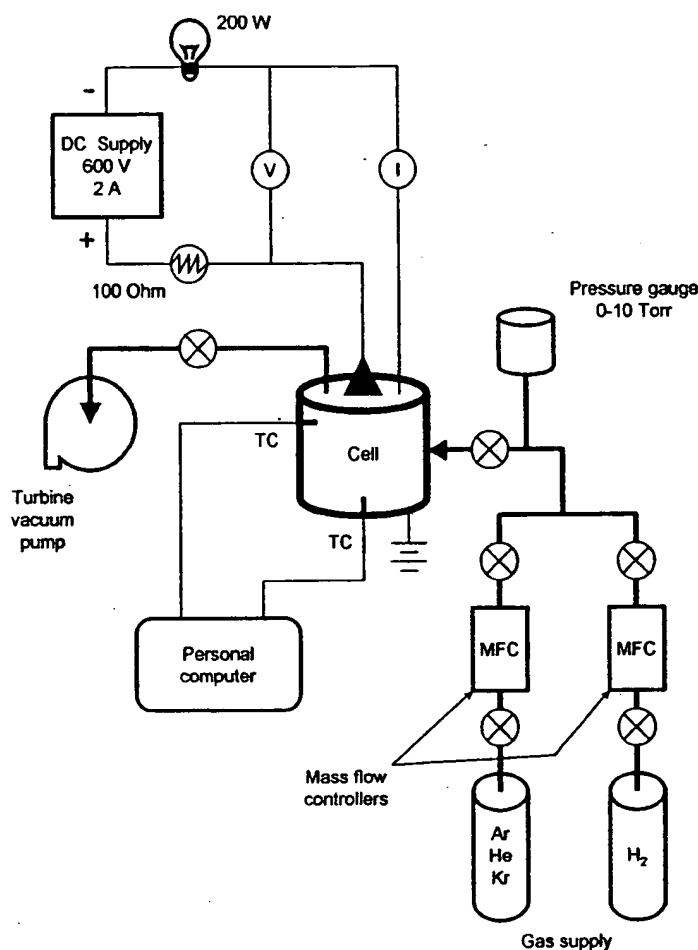 200 W
-
DC Supply
600 V
2 A
+
V
I
100 Ohm
Pressure gauge
0-10 Torr
TC
Cell
Turbine
vacuum
pump
TC
Personal
computer
MFC
MFC
Mass flow
controllers
Ar
He
Kr
H₂
Gas supply